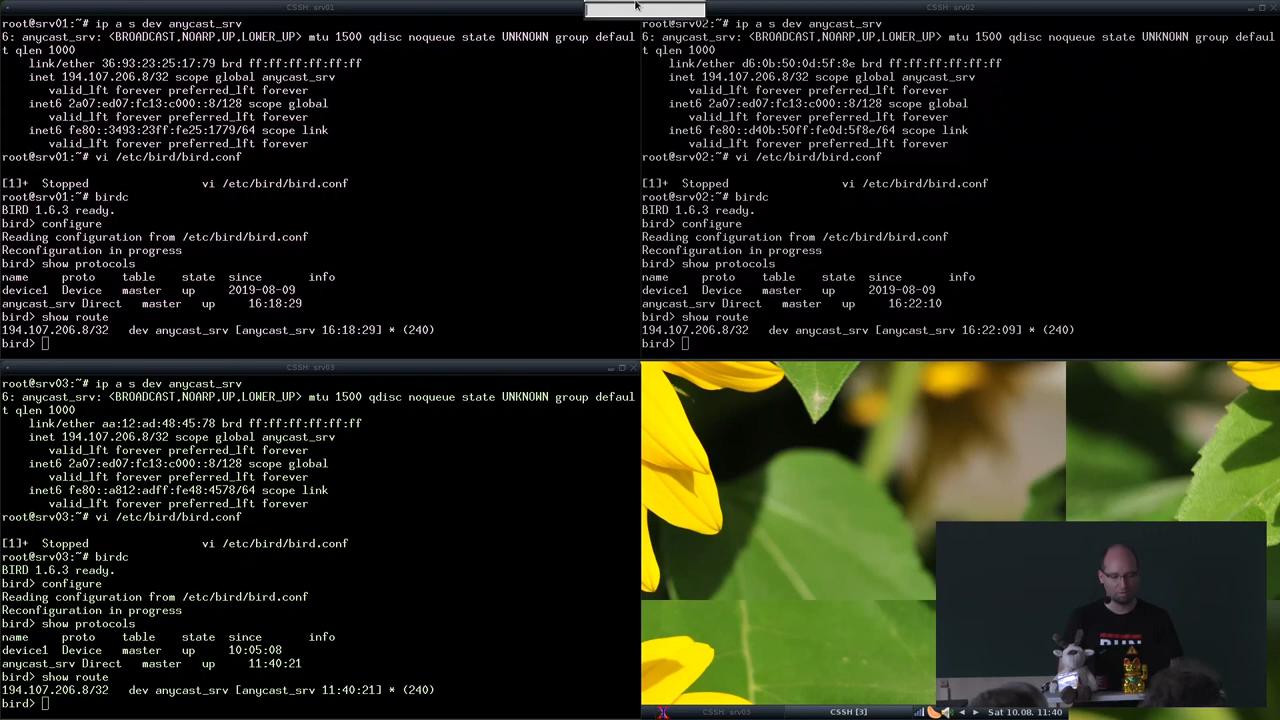 CSSH: srv01
root@srv01:~# ip a s dev anycast_srv
6: anycast_srv: <BROADCAST,NOARP,UP,LOWER_UP> mtu 1500 qdisc noqueue state UNKNOWN group defaul
t qlen 1000
    link/ether 36:93:23:25:17:79 brd ff:ff:ff:ff:ff:ff
    inet 194.107.206.8/32 scope global anycast_srv
       valid_lft forever preferred_lft forever
    inet6 2a07:ed07:fc13:c000::8/128 scope global
       valid_lft forever preferred_lft forever
    inet6 fe80::3493:23ff:fe25:1779/64 scope link
       valid_lft forever preferred_lft forever
root@srv01:~# vi /etc/bird/bird.conf
[1]+  Stopped                 vi /etc/bird/bird.conf
root@srv01:~# birdc
BIRD 1.6.3 ready.
bird> configure
Reading configuration from /etc/bird/bird.conf
Reconfiguration in progress
bird> show protocols
name     proto    table    state  since       info
device1  Device   master   up     2019-08-09
anycast_srv Direct   master   up     16:18:29
bird> show route
194.107.206.8/32   dev anycast_srv [anycast_srv 16:18:29] * (240)
bird>
CSSH: srv02
root@srv02:~# ip a s dev anycast_srv
6: anycast_srv: <BROADCAST,NOARP,UP,LOWER_UP> mtu 1500 qdisc noqueue state UNKNOWN group defaul
t qlen 1000
    link/ether d6:0b:50:0d:5f:8e brd ff:ff:ff:ff:ff:ff
    inet 194.107.206.8/32 scope global anycast_srv
       valid_lft forever preferred_lft forever
    inet6 2a07:ed07:fc13:c000::8/128 scope global
       valid_lft forever preferred_lft forever
    inet6 fe80::d40b:50ff:fe0d:5f8e/64 scope link
       valid_lft forever preferred_lft forever
root@srv02:~# vi /etc/bird/bird.conf
[1]+  Stopped                 vi /etc/bird/bird.conf
root@srv02:~# birdc
BIRD 1.6.3 ready.
bird> configure
Reading configuration from /etc/bird/bird.conf
Reconfiguration in progress
bird> show protocols
name     proto    table    state  since       info
device1  Device   master   up     2019-08-09
anycast_srv Direct   master   up     16:22:10
bird> show route
194.107.206.8/32   dev anycast_srv [anycast_srv 16:22:09] * (240)
bird>
CSSH: srv03
root@srv03:~# ip a s dev anycast_srv
6: anycast_srv: <BROADCAST,NOARP,UP,LOWER_UP> mtu 1500 qdisc noqueue state UNKNOWN group defaul
t qlen 1000
    link/ether aa:12:ad:48:45:78 brd ff:ff:ff:ff:ff:ff
    inet 194.107.206.8/32 scope global anycast_srv
       valid_lft forever preferred_lft forever
    inet6 2a07:ed07:fc13:c000::8/128 scope global
       valid_lft forever preferred_lft forever
    inet6 fe80::a812:adff:fe48:4578/64 scope link
       valid_lft forever preferred_lft forever
root@srv03:~# vi /etc/bird/bird.conf
[1]+  Stopped                 vi /etc/bird/bird.conf
root@srv03:~# birdc
BIRD 1.6.3 ready.
bird> configure
Reading configuration from /etc/bird/bird.conf
Reconfiguration in progress
bird> show protocols
name     proto    table    state  since       info
device1  Device   master   up     10:05:08
anycast_srv Direct   master   up     11:40:21
bird> show route
194.107.206.8/32   dev anycast_srv [anycast_srv 11:40:21] * (240)
bird>
CSSH: srv03
CSSH [3]
Sat 10.08. 11:40